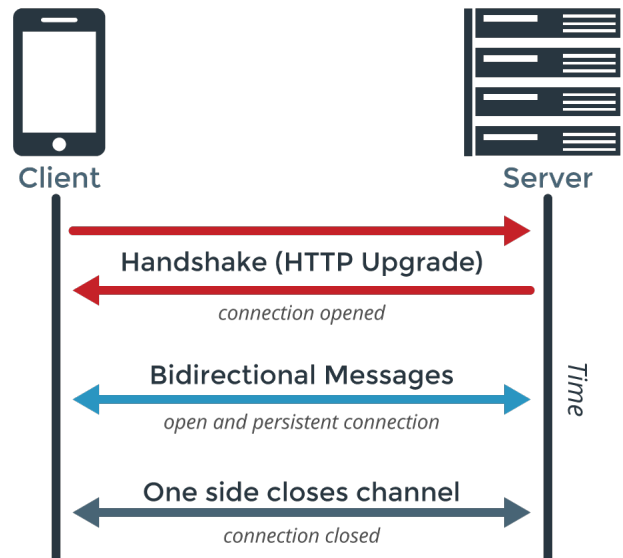 Client
Server
Handshake (HTTP Upgrade)
connection opened
Bidirectional Messages
open and persistent connection
Time
One side closes channel
connection closed